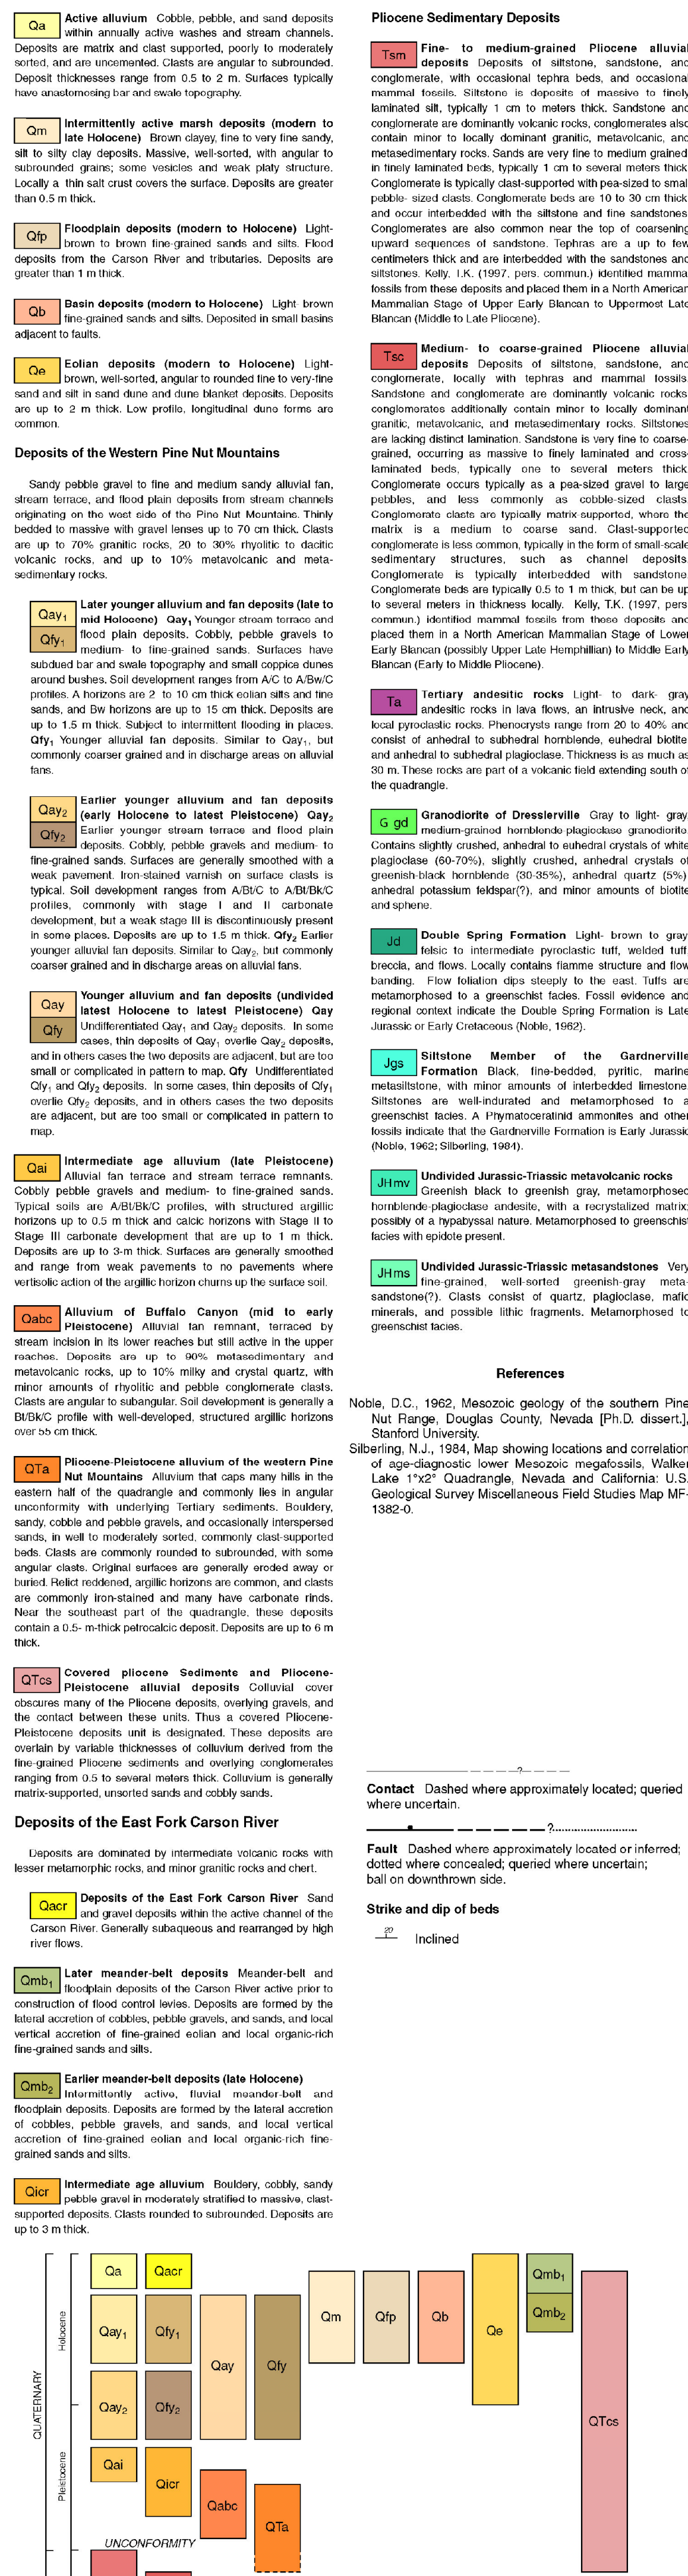 Qa Active alluvium Cobble, pebble, and sand deposits
within annually active washes and stream channels.
Deposits are matrix and clast supported, poorly to moderately
sorted, and are uncemented. Clasts are angular to subrounded.
Deposit thicknesses range from 0.5 to 2 m. Surfaces typically
have anastomosing bar and swale topography.
Qm Intermittently active marsh deposits (modern to
late Holocene) Brown clayey, fine to very fine sandy,
silt to silty clay deposits. Massive, well-sorted, with angular to
subrounded grains; some vesicles and weak platy structure.
Locally a thin salt crust covers the surface. Deposits are greater
than 0.5 m thick.
Qfp Floodplain deposits (modern to Holocene) Light-
brown to brown fine-grained sands and silts. Flood
deposits from the Carson River and tributaries. Deposits are
greater than 1 m thick.
Qb Basin deposits (modern to Holocene) Light- brown
fine-grained sands and silts. Deposited in small basins
adjacent to faults.
Qe Eolian deposits (modern to Holocene) Light-
brown, well-sorted, angular to rounded fine to very-fine
sand and silt in sand dune and dune blanket deposits. Deposits
are up to 2 m thick. Low profile, longitudinal dune forms are
common.
Deposits of the Western Pine Nut Mountains
Sandy pebble gravel to fine and medium sandy alluvial fan,
stream terrace, and flood plain deposits from stream channels
originating on the west side of the Pine Nut Mountains. Thinly
bedded to massive with gravel lenses up to 70 cm thick. Clasts
are up to 70% granitic rocks, 20 to 30% rhyolitic to dacitic
volcanic rocks, and up to 10% metavolcanic and meta-
sedimentary rocks.
Qay1 Later younger alluvium and fan deposits (late to
mid Holocene) Qay1 Younger stream terrace and
Qfy1 flood plain deposits. Cobbly, pebble gravels to
medium- to fine-grained sands. Surfaces have
subdued bar and swale topography and small coppice dunes
around bushes. Soil development ranges from A/C to A/Bw/C
profiles. A horizons are 2 to 10 cm thick eolian silts and fine
sands, and Bw horizons are up to 15 cm thick. Deposits are
up to 1.5 m thick. Subject to intermittent flooding in places.
Qfy1 Younger alluvial fan deposits. Similar to Qay1, but
commonly coarser grained and in discharge areas on alluvial
fans.
Qay2 Earlier younger alluvium and fan deposits
(early Holocene to latest Pleistocene) Qay2
Qfy2 Earlier younger stream terrace and flood plain
deposits. Cobbly, pebble gravels and medium- to
fine-grained sands. Surfaces are generally smoothed with a
weak pavement. Iron-stained varnish on surface clasts is
typical. Soil development ranges from A/Bt/C to A/Bt/Bk/C
profiles, commonly with stage I and II carbonate
development, but a weak stage III is discontinuously present
in some places. Deposits are up to 1.5 m thick. Qfy2 Earlier
younger alluvial fan deposits. Similar to Qay2, but commonly
coarser grained and in discharge areas on alluvial fans.
Qay Younger alluvium and fan deposits (undivided
latest Holocene to latest Pleistocene) Qay
Qfy Undifferentiated Qay1 and Qay2 deposits. In some
cases, thin deposits of Qay1 overlie Qay2 deposits,
and in others cases the two deposits are adjacent, but are too
small or complicated in pattern to map. Qfy Undifferentiated
Qfy1 and Qfy2 deposits. In some cases, thin deposits of Qfy1
overlie Qfy2 deposits, and in others cases the two deposits
are adjacent, but are too small or complicated in pattern to
map.
Qai Intermediate age alluvium (late Pleistocene)
Alluvial fan terrace and stream terrace remnants.
Cobbly pebble gravels and medium- to fine-grained sands.
Typical soils are A/Bt/Bk/C profiles, with structured argillic
horizons up to 0.5 m thick and calcic horizons with Stage II to
Stage III carbonate development that are up to 1 m thick.
Deposits are up to 3-m thick. Surfaces are generally smoothed
and range from weak pavements to no pavements where
vertisolic action of the argillic horizon churns up the surface soil.
Qabc Alluvium of Buffalo Canyon (mid to early
Pleistocene) Alluvial fan remnant, terraced by
stream incision in its lower reaches but still active in the upper
reaches. Deposits are up to 90% metasedimentary and
metavolcanic rocks, up to 10% milky and crystal quartz, with
minor amounts of rhyolitic and pebble conglomerate clasts.
Clasts are angular to subangular. Soil development is generally a
Bt/Bk/C profile with well-developed, structured argillic horizons
over 55 cm thick.
QTa Pliocene-Pleistocene alluvium of the western Pine
Nut Mountains Alluvium that caps many hills in the
eastern half of the quadrangle and commonly lies in angular
unconformity with underlying Tertiary sediments. Bouldery,
sandy, cobble and pebble gravels, and occasionally interspersed
sands, in well to moderately sorted, commonly clast-supported
beds. Clasts are commonly rounded to subrounded, with some
angular clasts. Original surfaces are generally eroded away or
buried. Relict reddened, argillic horizons are common, and clasts
are commonly iron-stained and many have carbonate rinds.
Near the southeast part of the quadrangle, these deposits
contain a 0.5- m-thick petrocalcic deposit. Deposits are up to 6 m
thick.
QTcs Covered pliocene Sediments and Pliocene-
Pleistocene alluvial deposits Colluvial cover
obscures many of the Pliocene deposits, overlying gravels, and
the contact between these units. Thus a covered Pliocene-
Pleistocene deposits unit is designated. These deposits are
overlain by variable thicknesses of colluvium derived from the
fine-grained Pliocene sediments and overlying conglomerates
ranging from 0.5 to several meters thick. Colluvium is generally
matrix-supported, unsorted sands and cobbly sands.
Deposits of the East Fork Carson River
Deposits are dominated by intermediate volcanic rocks with
lesser metamorphic rocks, and minor granitic rocks and chert.
Qacr Deposits of the East Fork Carson River Sand
and gravel deposits within the active channel of the
Carson River. Generally subaqueous and rearranged by high
river flows.
Qmb1 Later meander-belt deposits Meander-belt and
floodplain deposits of the Carson River active prior to
construction of flood control levies. Deposits are formed by the
lateral accretion of cobbles, pebble gravels, and sands, and local
vertical accretion of fine-grained eolian and local organic-rich
fine-grained sands and silts.
Qmb2 Earlier meander-belt deposits (late Holocene)
Intermittently active, fluvial meander-belt and
floodplain deposits. Deposits are formed by the lateral accretion
of cobbles, pebble gravels, and sands, and local vertical
accretion of fine-grained eolian and local organic-rich fine-
grained sands and silts.
Qicr Intermediate age alluvium Bouldery, cobbly, sandy
pebble gravel in moderately stratified to massive, clast-
supported deposits. Clasts rounded to subrounded. Deposits are
up to 3 m thick.
Pliocene Sedimentary Deposits
Tsm Fine- to medium-grained Pliocene alluvial
deposits Deposits of siltstone, sandstone, and
conglomerate, with occasional tephra beds, and occasional
mammal fossils. Siltstone is deposits of massive to finely
laminated silt, typically 1 cm to meters thick. Sandstone and
conglomerate are dominantly volcanic rocks, conglomerates also
contain minor to locally dominant granitic, metavolcanic, and
metasedimentary rocks. Sands are very fine to medium grained
in finely laminated beds, typically 1 cm to several meters thick
Conglomerate is typically clast-supported with pea-sized to smal
pebble- sized clasts. Conglomerate beds are 10 to 30 cm thick
and occur interbedded with the siltstone and fine sandstones
Conglomerates are also common near the top of coarsening
upward sequences of sandstone. Tephras are a up to few
centimeters thick and are interbedded with the sandstones and
siltstones. Kelly, T.K. (1997, pers. commun.) identified mamma
fossils from these deposits and placed them in a North American
Mammalian Stage of Upper Early Blancan to Uppermost Late
Blancan (Middle to Late Pliocene).
Tsc Medium- to coarse-grained Pliocene alluvial
deposits Deposits of siltstone, sandstone, and
conglomerate, locally with tephras and mammal fossils.
Sandstone and conglomerate are dominantly volcanic rocks
conglomerates additionally contain minor to locally dominant
granitic, metavolcanic, and metasedimentary rocks. Siltstones
are lacking distinct lamination. Sandstone is very fine to coarse-
grained, occurring as massive to finely laminated and cross-
laminated beds, typically one to several meters thick
Conglomerate occurs typically as a pea-sized gravel to large
pebbles, and less commonly as cobble-sized clasts.
Conglomerate clasts are typically matrix-supported, where the
matrix is a medium to coarse sand. Clast-supported
conglomerate is less common, typically in the form of small-scale
sedimentary structures, such as channel deposits.
Conglomerate is typically interbedded with sandstone.
Conglomerate beds are typically 0.5 to 1 m thick, but can be up
to several meters in thickness locally. Kelly, T.K. (1997, pers
commun.) identified mammal fossils from these deposits and
placed them in a North American Mammalian Stage of Lower
Early Blancan (possibly Upper Late Hemphillian) to Middle Early
Blancan (Early to Middle Pliocene).
Ta Tertiary andesitic rocks Light- to dark- gray
andesitic rocks in lava flows, an intrusive neck, and
local pyroclastic rocks. Phenocrysts range from 20 to 40% and
consist of anhedral to subhedral hornblende, euhedral biotite
and anhedral to subhedral plagioclase. Thickness is as much as
30 m. These rocks are part of a volcanic field extending south of
the quadrangle.
G gd Granodiorite of Dresslerville Gray to light- gray
medium-grained hornblende-plagioclase granodiorite.
Contains slightly crushed, anhedral to euhedral crystals of white
plagioclase (60-70%), slightly crushed, anhedral crystals of
greenish-black hornblende (30-35%), anhedral quartz (5%)
anhedral potassium feldspar(?), and minor amounts of biotite
and sphene.
Jd Double Spring Formation Light- brown to gray
felsic to intermediate pyroclastic tuff, welded tuff,
breccia, and flows. Locally contains fiamme structure and flow
banding. Flow foliation dips steeply to the east. Tuffs are
metamorphosed to a greenschist facies. Fossil evidence and
regional context indicate the Double Spring Formation is Late
Jurassic or Early Cretaceous (Noble, 1962).
Jgs Siltstone Member of the Gardnerville
Formation Black, fine-bedded, pyritic, marine
metasiltstone, with minor amounts of interbedded limestone.
Siltstones are well-indurated and metamorphosed to a
greenschist facies. A Phymatoceratinid ammonites and other
fossils indicate that the Gardnerville Formation is Early Jurassic
(Noble, 1962; Silberling, 1984).
JHmv Undivided Jurassic-Triassic metavolcanic rocks
Greenish black to greenish gray, metamorphosed
hornblende-plagioclase andesite, with a recrystalized matrix;
possibly of a hypabyssal nature. Metamorphosed to greenschist
facies with epidote present.
JHms Undivided Jurassic-Triassic metasandstones Very
fine-grained, well-sorted greenish-gray meta-
sandstone(?). Clasts consist of quartz, plagioclase, mafic
minerals, and possible lithic fragments. Metamorphosed to
greenschist facies.
References
Noble, D.C., 1962, Mesozoic geology of the southern Pine
Nut Range, Douglas County, Nevada [Ph.D. dissert.],
Stanford University.
Silberling, N.J., 1984, Map showing locations and correlation
of age-diagnostic lower Mesozoic megafossils, Walker
Lake 1°x2° Quadrangle, Nevada and California: U.S.
Geological Survey Miscellaneous Field Studies Map MF-
1382-0.
?
Contact Dashed where approximately located; queried
where uncertain.
?
Fault Dashed where approximately located or inferred;
dotted where concealed; queried where uncertain;
ball on downthrown side.
Strike and dip of beds
20
Inclined
QUATERNARY
Holocene
Pleistocene
Qa Qacr
Qay1 Qfy1 Qay Qfy Qm Qfp Qb Qe Qmb1
Qmb2
Qay2 Qfy2
QTcs
Qai Qicr Qabc QTa
UNCONFORMITY